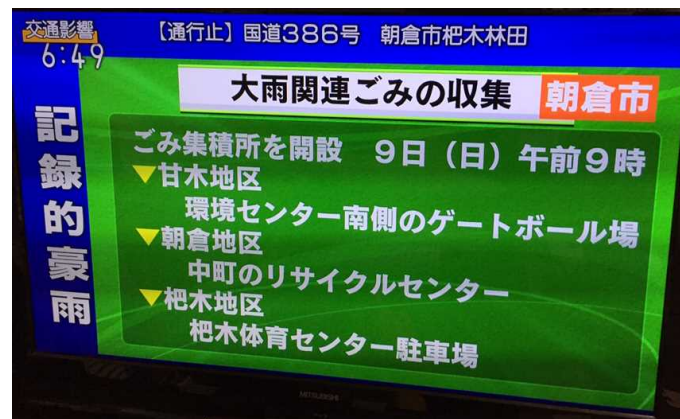 交通影響 【通行止】国道386号 朝倉市杷木林田
6:49
大雨関連ごみの収集 朝倉市
記録的豪雨
ごみ集積所を開設 9日（日）午前9時
▼甘木地区
環境センター南側のゲートボール場
▼朝倉地区
中町のリサイクルセンター
▼杷木地区
杷木体育センター駐車場
MITSUBISHI